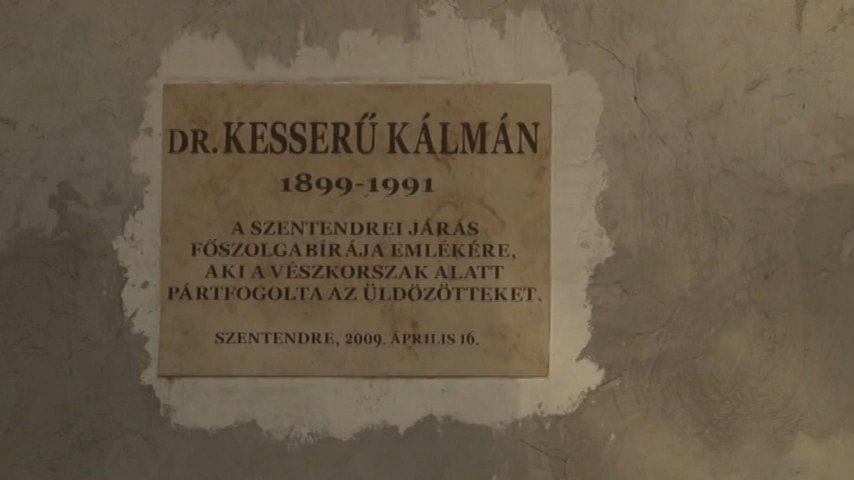 DR. KESSERŰ KÁLMÁN
1899-1991
A SZENTENDREI JÁRÁS
FŐSZOLGABÍRÁJA EMLÉKÉRE,
AKI A VÉSZKORSZAK ALATT
PÁRTFOGOLTA AZ ÜLDÖZÖTTEKET.
SZENTENDRE, 2009. ÁPRILIS 16.